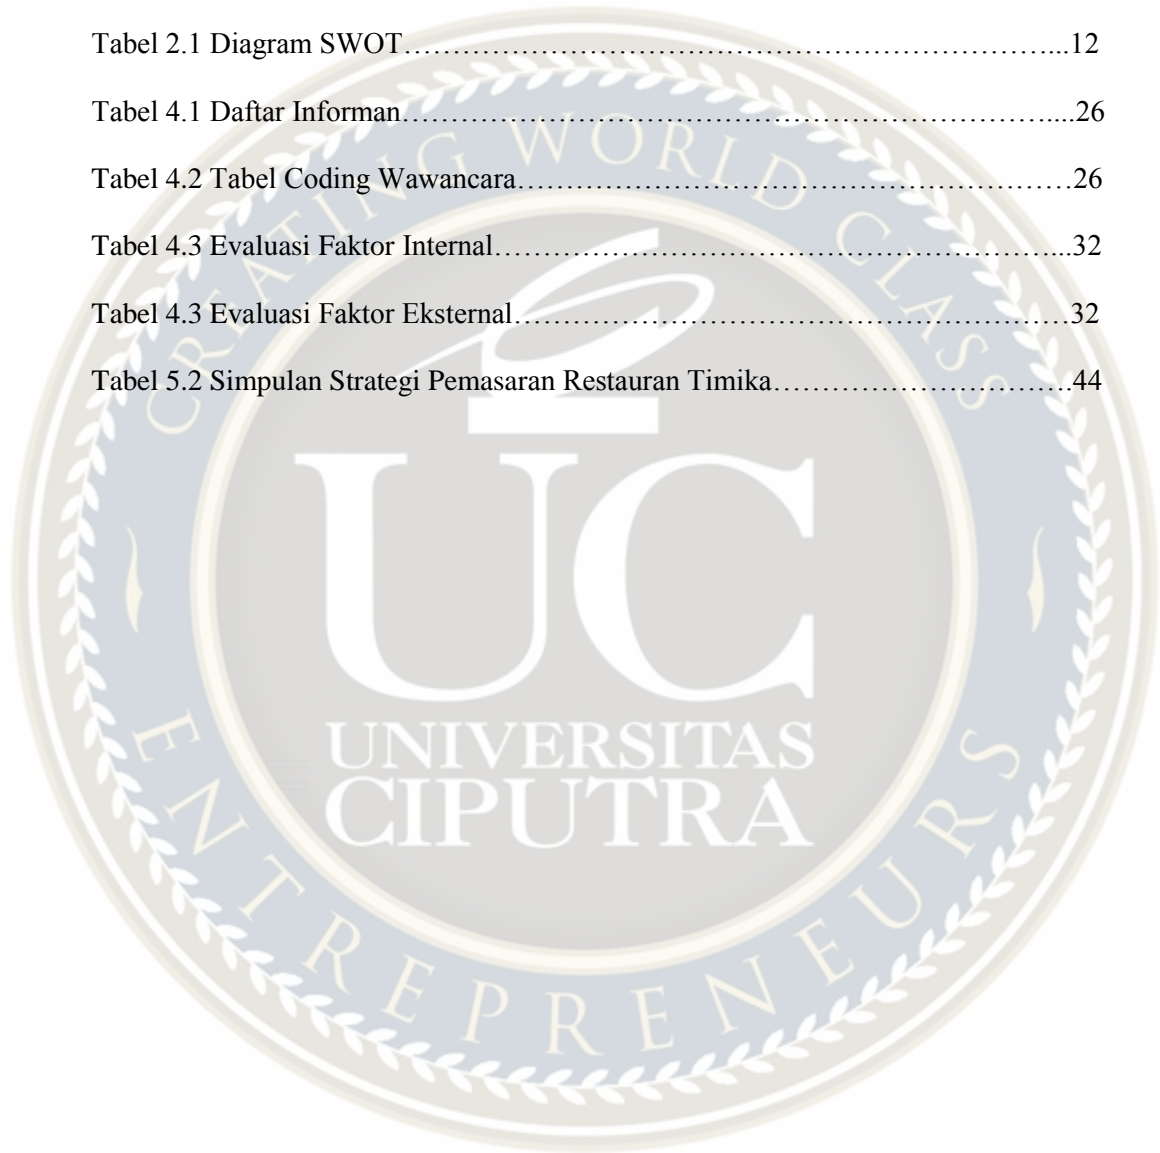 Tabel 2.1 Diagram SWOT…………………………………………………………...12
Tabel 4.1 Daftar Informan…………………………………………………………....26
Tabel 4.2 Tabel Coding Wawancara…………………………………………………26
Tabel 4.3 Evaluasi Faktor Internal…………………………………………………...32
Tabel 4.3 Evaluasi Faktor Eksternal…………………………………………………32
Tabel 5.2 Simpulan Strategi Pemasaran Restauran Timika………………………….44
CREATING WORLD CLASS
UC
UNIVERSITAS
CIPUTRA
ENTREPRENEURS